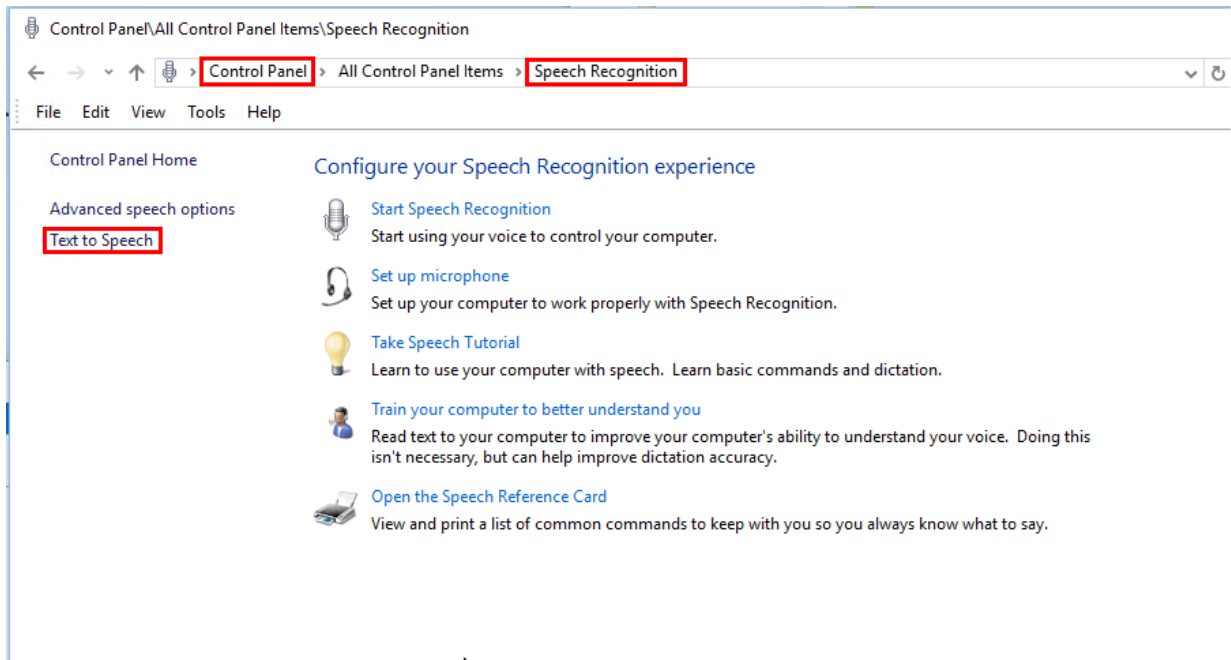 Control Panel\All Control Panel Items\Speech Recognition
Control Panel > All Control Panel Items > Speech Recognition
File Edit View Tools Help
Control Panel Home
Advanced speech options
Text to Speech
Configure your Speech Recognition experience
Start Speech Recognition
Start using your voice to control your computer.
Set up microphone
Set up your computer to work properly with Speech Recognition.
Take Speech Tutorial
Learn to use your computer with speech. Learn basic commands and dictation.
Train your computer to better understand you
Read text to your computer to improve your computer's ability to understand your voice. Doing this
isn't necessary, but can help improve dictation accuracy.
Open the Speech Reference Card
View and print a list of common commands to keep with you so you always know what to say.